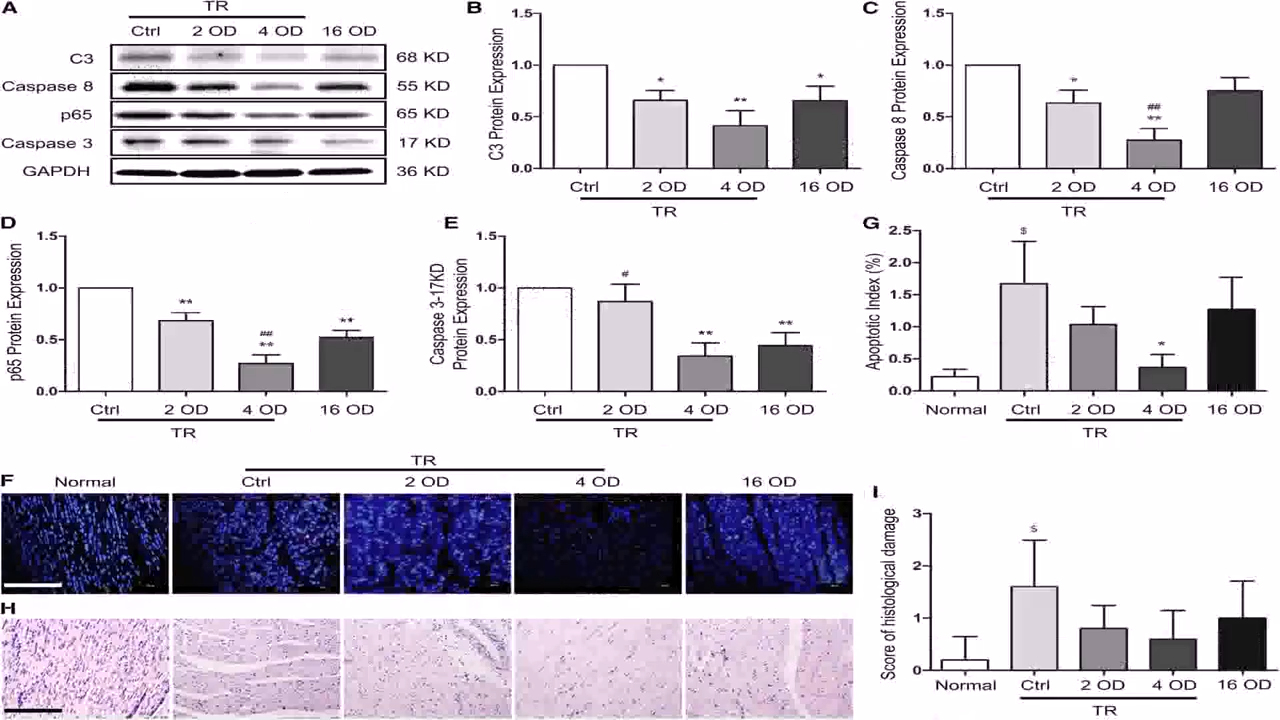 A
TR
Ctrl 2 OD 4 OD 16 OD
C3 68 KD
Caspase 8 55 KD
p65 65 KD
Caspase 3 17 KD
GAPDH 36 KD
B
C3 Protein Expression
1.5
1.0
0.5
0.0
* ** *
Ctrl 2 OD 4 OD 16 OD
TR
C
Caspase 8 Protein Expression
1.5
1.0
0.5
0.0
*
##
**
Ctrl 2 OD 4 OD 16 OD
TR
D
p65 Protein Expression
1.5
1.0
0.5
0.0
**
##
**
**
Ctrl 2 OD 4 OD 16 OD
TR
E
Caspase 3-17KD
Protein Expression
1.5
1.0
0.5
0.0
#
** **
Ctrl 2 OD 4 OD 16 OD
TR
G
Apoptotic Index (%)
2.5
2.0
1.5
1.0
0.5
0.0
$
*
Normal Ctrl 2 OD 4 OD 16 OD
TR
F
TR
Normal Ctrl 2 OD 4 OD 16 OD
H
I
Score of histological damage
3
2
1
0
$
Normal Ctrl 2 OD 4 OD 16 OD
TR